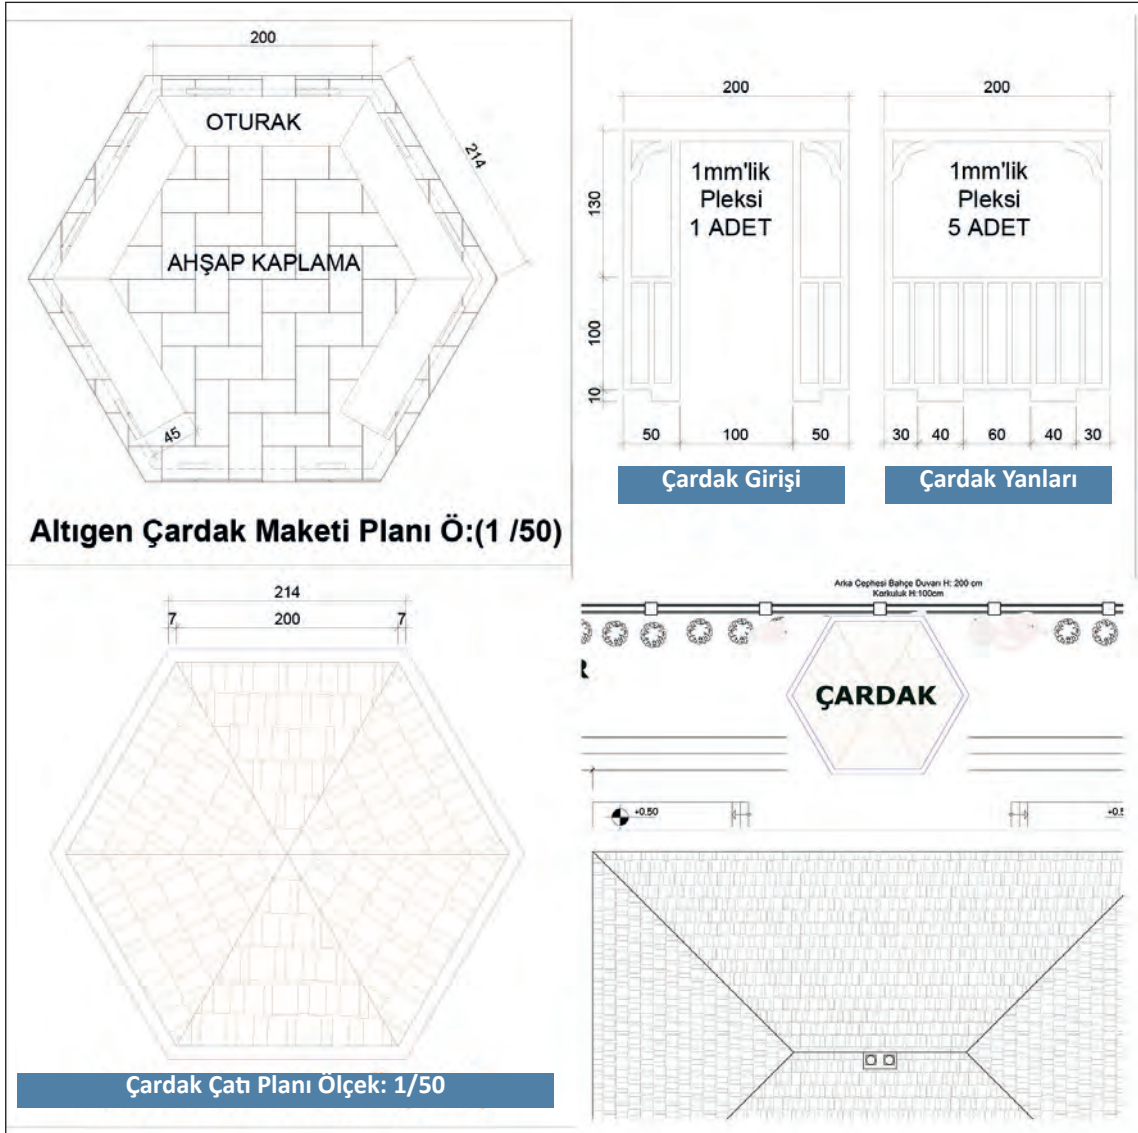 200
OTURAK
214
AHŞAP KAPLAMA
45
Altıgen Çardak Maketi Planı Ö:(1 /50)
200
1mm'lik
Pleksi
1 ADET
130
100
10
50
100
50
Çardak Girişi
200
1mm'lik
Pleksi
5 ADET
30
40
60
40
30
Çardak Yanları
214
7
200
7
Çardak Çatı Planı Ölçek: 1/50
Arka Cephesi Bahçe Duvarı H: 200 cm
Korkuluk H:100cm
R
ÇARDAK
+0.50